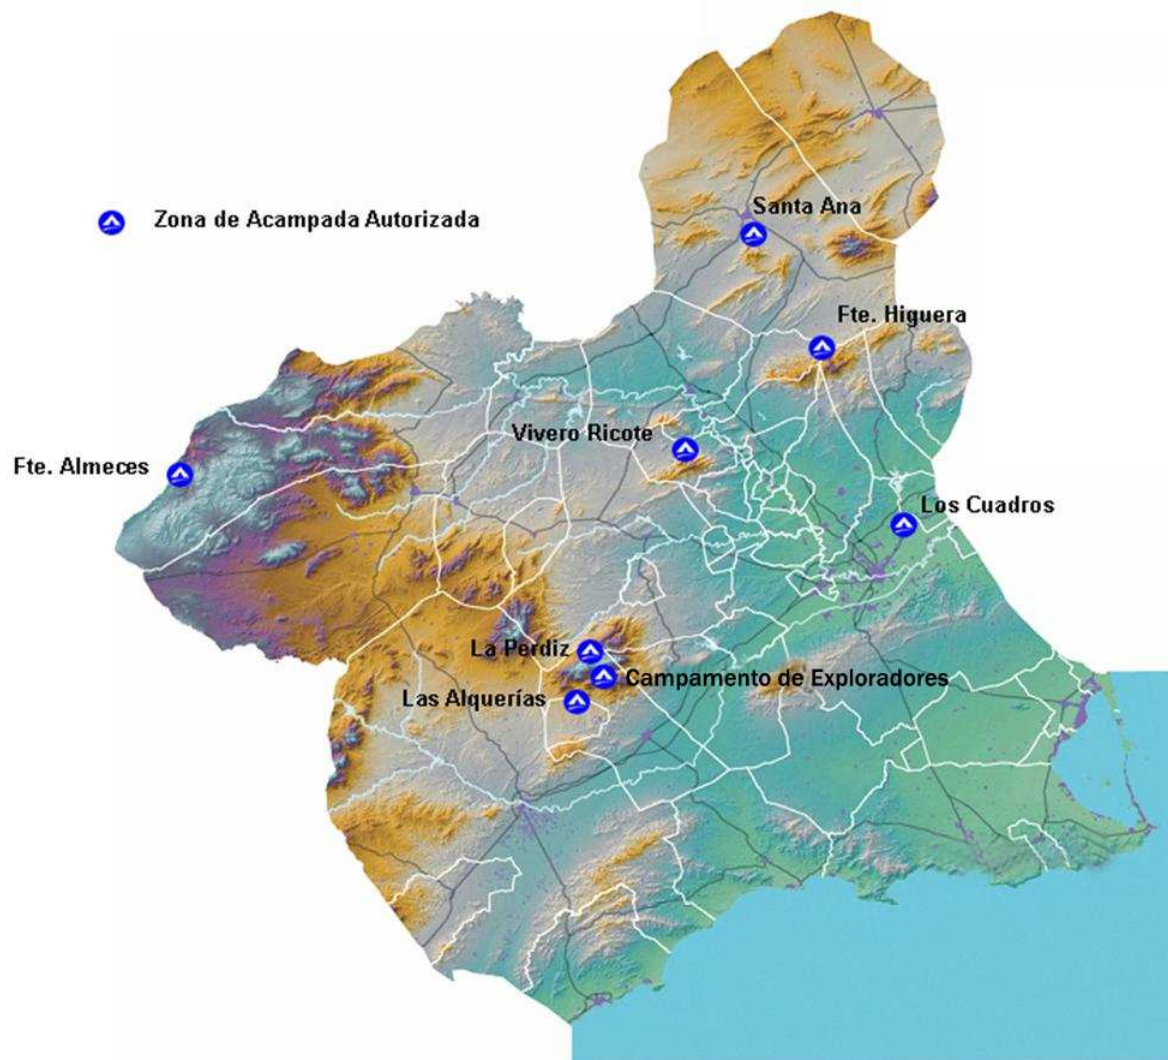 Santa Ana
Zona de Acampada Autorizada
Fte. Higuera
Vivero Ricote
Fte. Almeces
Los Cuadros
La Perdiz
Campamento de Exploradores
Las Alquerías